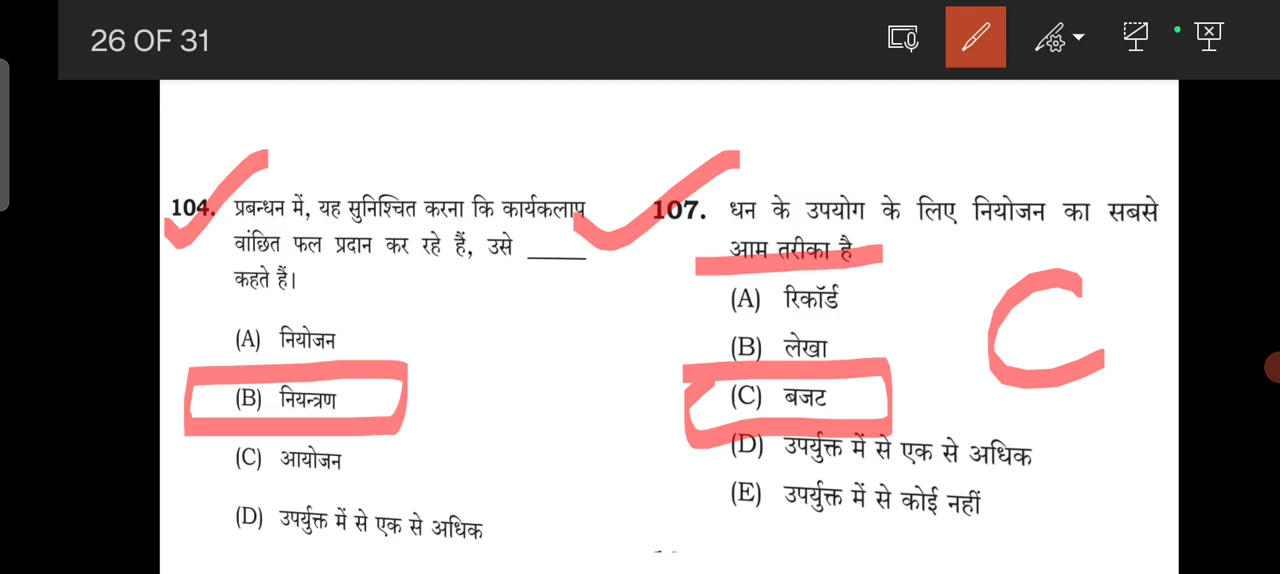 26 OF 31
104. प्रबन्धन में, यह सुनिश्चित करना कि कार्यकलाप
वांछित फल प्रदान कर रहे हैं, उसे ______
कहते हैं।
(A) नियोजन
(B) नियन्त्रण
(C) आयोजन
(D) उपर्युक्त में से एक से अधिक
107. धन के उपयोग के लिए नियोजन का सबसे
आम तरीका है
(A) रिकॉर्ड
(B) लेखा
(C) बजट
(D) उपर्युक्त में से एक से अधिक
(E) उपर्युक्त में से कोई नहीं
C